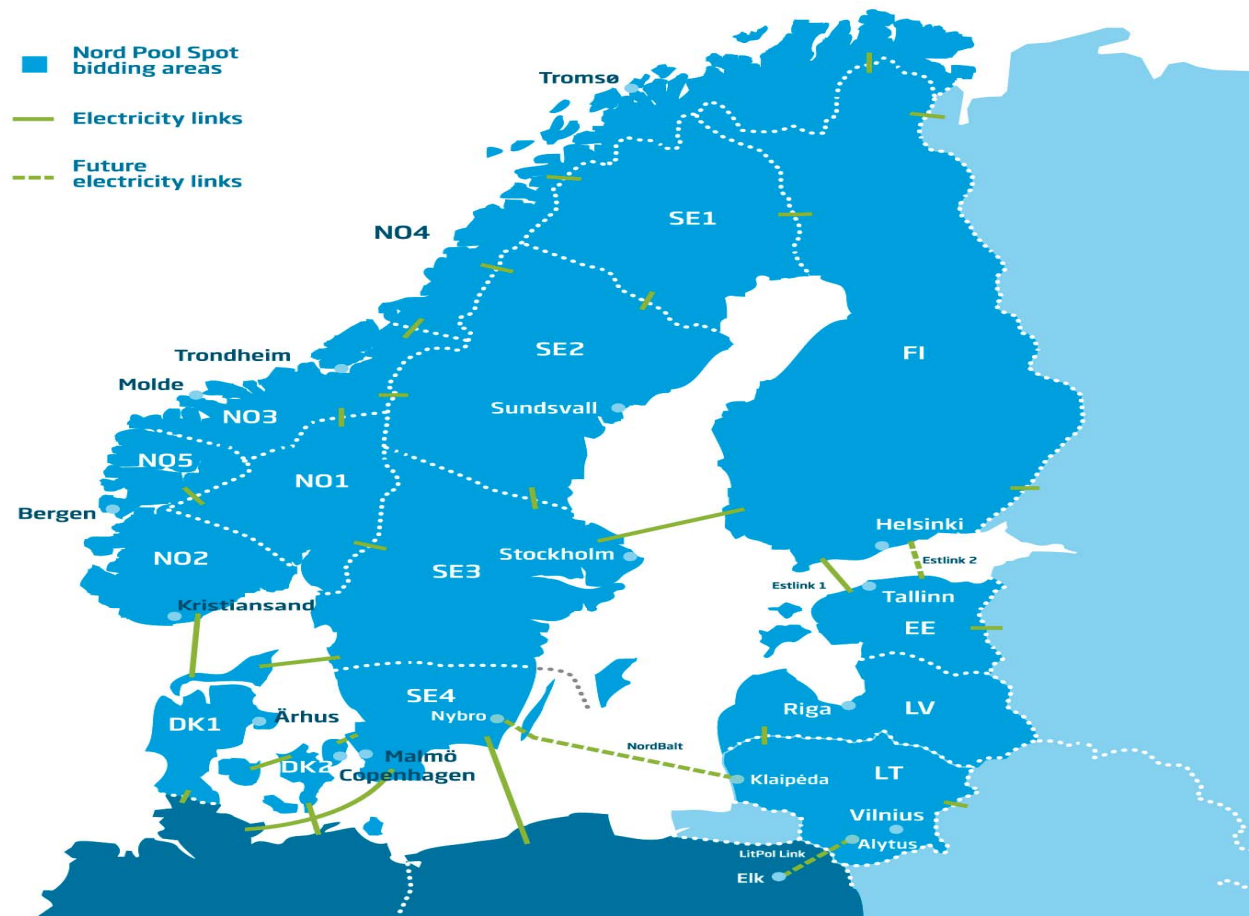 Nord Pool Spot
bidding areas
Electricity links
Future
electricity links
Tromsø
SE1
NO4
SE2
FI
Trondheim
Molde
Sundsvall
NO3
NO5
NO1
Bergen
Helsinki
Stockholm
Estlink 2
NO2
SE3
Estlink 1
Tallinn
Kristiansand
EE
SE4
Riga
LV
DK1
Ärhus
Nybro
NordBalt
DK2
Malmö
Copenhagen
LT
Klaipėda
Vilnius
Alytus
LitPol Link
Elk